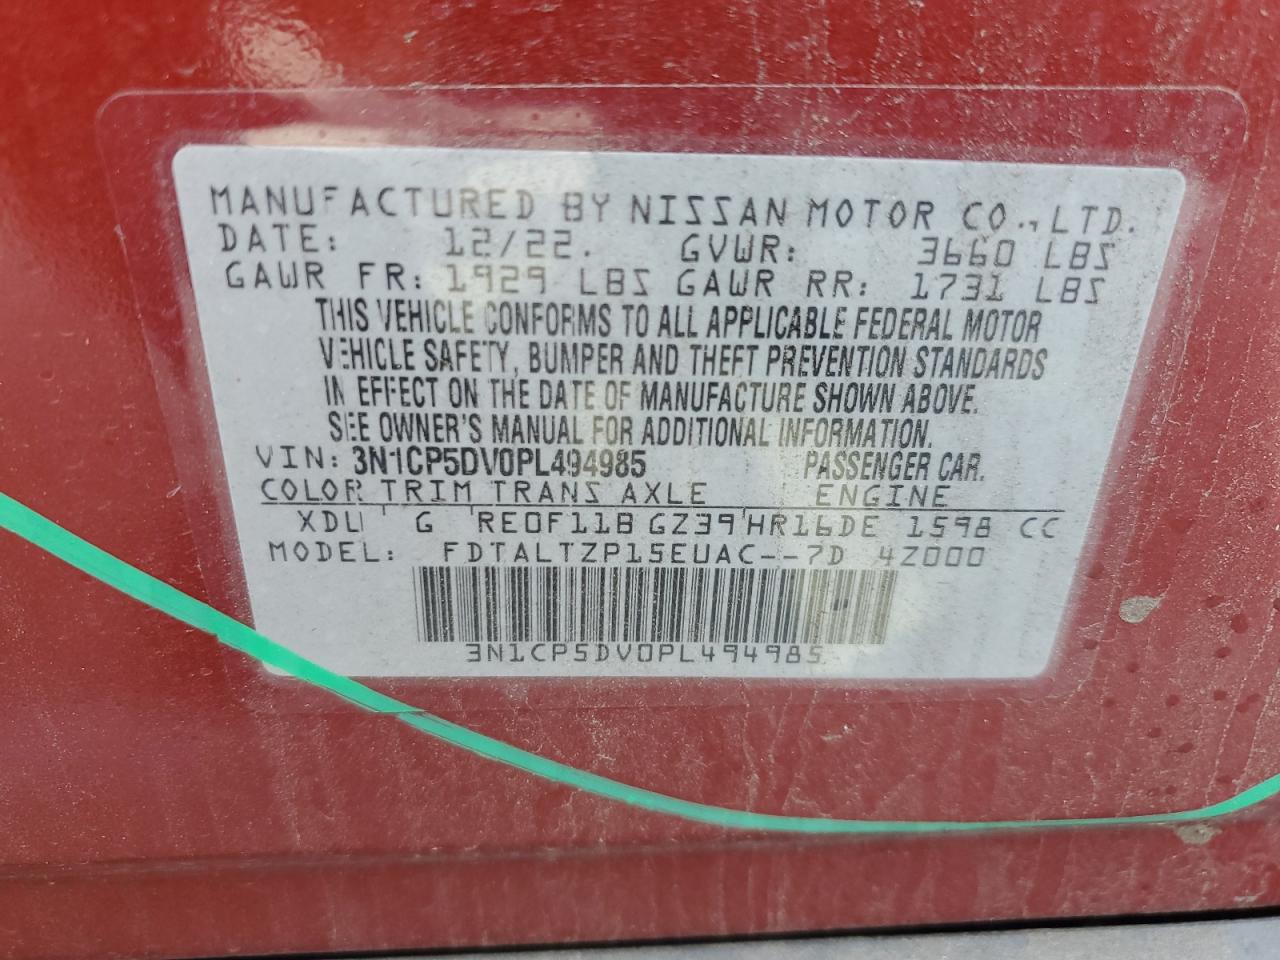 MANUFACTURED BY NISSAN MOTOR CO., LTD.
DATE: 12/22. GVWR: 3660 LBS
GAWR FR: 1929 LBS GAWR RR: 1731 LBS
THIS VEHICLE CONFORMS TO ALL APPLICABLE FEDERAL MOTOR
VEHICLE SAFETY, BUMPER AND THEFT PREVENTION STANDARDS
IN EFFECT ON THE DATE OF MANUFACTURE SHOWN ABOVE.
SEE OWNER'S MANUAL FOR ADDITIONAL INFORMATION.
VIN: 3N1CP5DV0PL494985 PASSENGER CAR.
COLOR TRIM TRANS AXLE ENGINE
XDU G RE0F11B GZ39 HR16DE 1598 CC
MODEL: FDTALTZP15EUAC--7D 4Z000
3N1CP5DV0PL494985